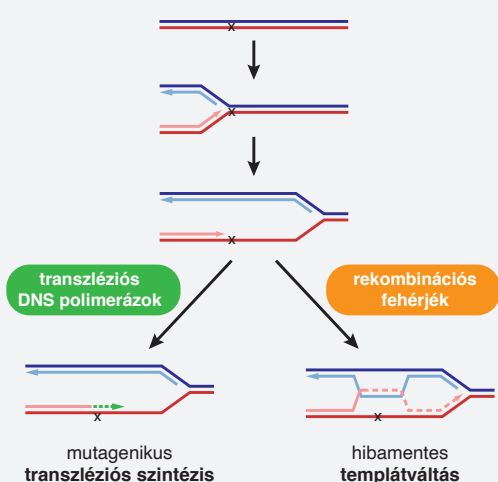 x
x
x
transzléziós
DNS polimerázok
rekombinációs
fehérjék
x
x
mutagenikus
transzléziós szintézis
hibamentes
templátváltás